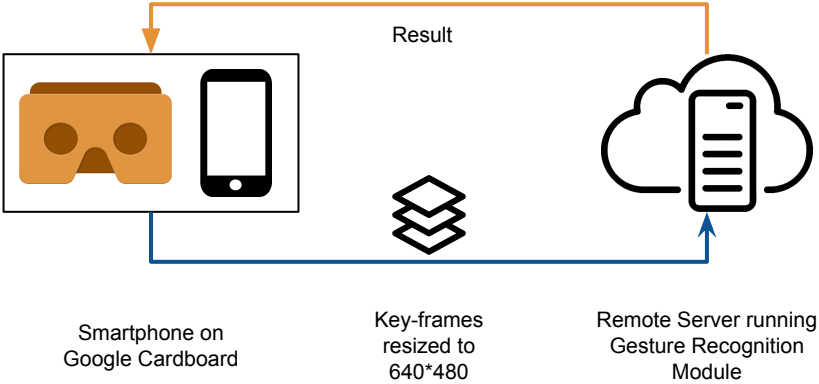 Result
Smartphone on
Google Cardboard
Key-frames
resized to
640*480
Remote Server running
Gesture Recognition
Module